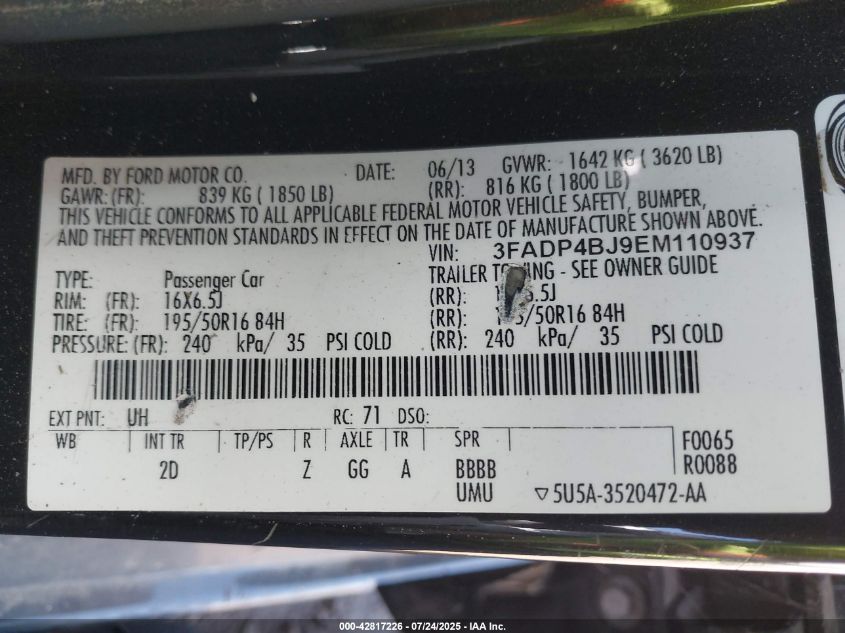 MFD. BY FORD MOTOR CO. DATE: 06/13 GVWR: 1642 KG ( 3620 LB)
GAWR: (FR): 839 KG ( 1850 LB) (RR): 816 KG ( 1800 LB)
THIS VEHICLE CONFORMS TO ALL APPLICABLE FEDERAL MOTOR VEHICLE SAFETY, BUMPER,
AND THEFT PREVENTION STANDARDS IN EFFECT ON THE DATE OF MANUFACTURE SHOWN ABOVE.
VIN: 3FADP4BJ9EM110937
TYPE: Passenger Car TRAILER - SEE OWNER GUIDE
RIM: (FR): 16X6.5J (RR):
TIRE: (FR): 195/50R16 84H (RR): 84H
PRESSURE: (FR): 240 kPa/ 35 PSI COLD (RR): 240 kPa/ 35 PSI COLD
EXT PNT: UH RC: 71 DSO:
WB INT TR TP/PS R AXLE TR SPR F0065
2D Z GG A BBBB R0088
UMU ▽5U5A-3520472-AA
000-42817226 - 07/24/2025 - IAA Inc.